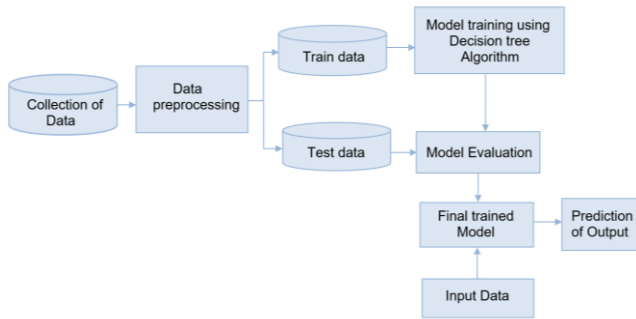 Collection of
Data
Data
preprocessing
Train data
Test data
Model training using
Decision tree
Algorithm
Model Evaluation
Final trained
Model
Prediction
of Output
Input Data